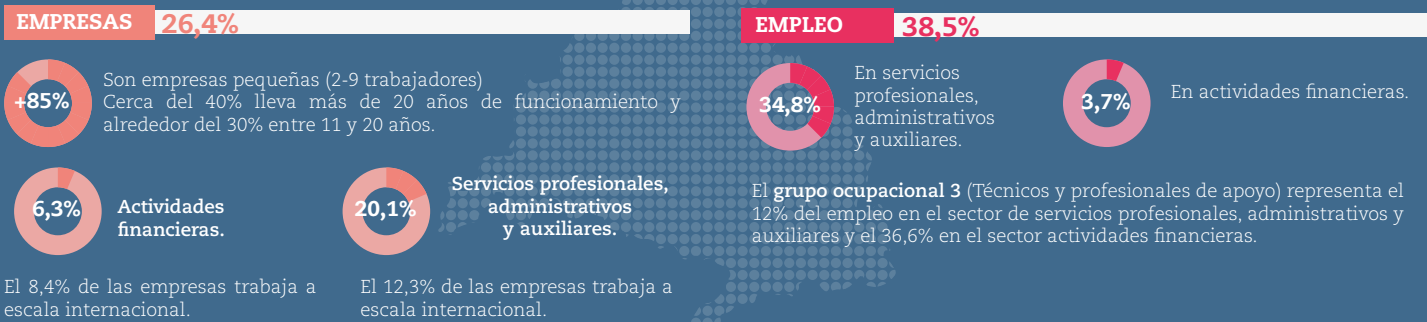 EMPRESAS 26,4%
+85%
Son empresas pequeñas (2-9 trabajadores)
Cerca del 40% lleva más de 20 años de funcionamiento y
alrededor del 30% entre 11 y 20 años.
6,3%
Actividades
financieras.
20,1%
Servicios profesionales,
administrativos
y auxiliares.
El 8,4% de las empresas trabaja a
escala internacional.
El 12,3% de las empresas trabaja a
escala internacional.
EMPLEO 38,5%
34,8%
En servicios
profesionales,
administrativos
y auxiliares.
3,7%
En actividades financieras.
El grupo ocupacional 3 (Técnicos y profesionales de apoyo) representa el
12% del empleo en el sector de servicios profesionales, administrativos y
auxiliares y el 36,6% en el sector actividades financieras.